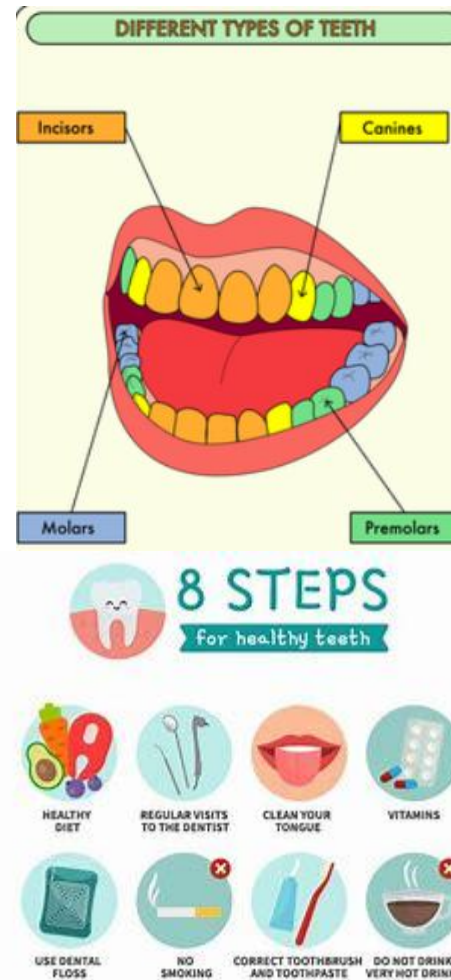 DIFFERENT TYPES OF TEETH
Incisors
Canines
Molars
Premolars
8 STEPS
for healthy teeth
HEALTHY
DIET
REGULAR VISITS
TO THE DENTIST
CLEAN YOUR
TONGUE
VITAMINS
USE DENTAL
FLOSS
NO
SMOKING
CORRECT TOOTHBRUSH
AND TOOTHPASTE
DO NOT DRINK
VERY HOT DRINK